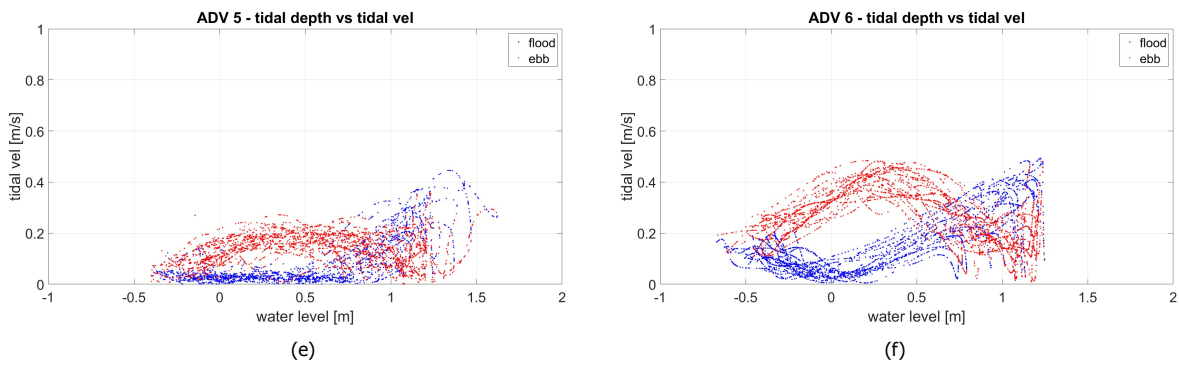 ADV 5 - tidal depth vs tidal vel
1
0.8
0.6
0.4
0.2
0
-1
-0.5
0
0.5
1
1.5
2
tidal vel [m/s]
water level [m]
flood
ebb
(e)
ADV 6 - tidal depth vs tidal vel
1
0.8
0.6
0.4
0.2
0
-1
-0.5
0
0.5
1
1.5
2
tidal vel [m/s]
water level [m]
flood
ebb
(f)